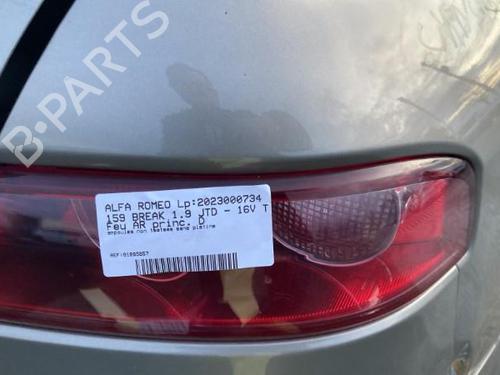 B-PARTS
ALFA ROMEO Lp:2023000734
159 BREAK 1.9 JTD - 16V T
Feu AR princ. D
ampoules non testees sans platine